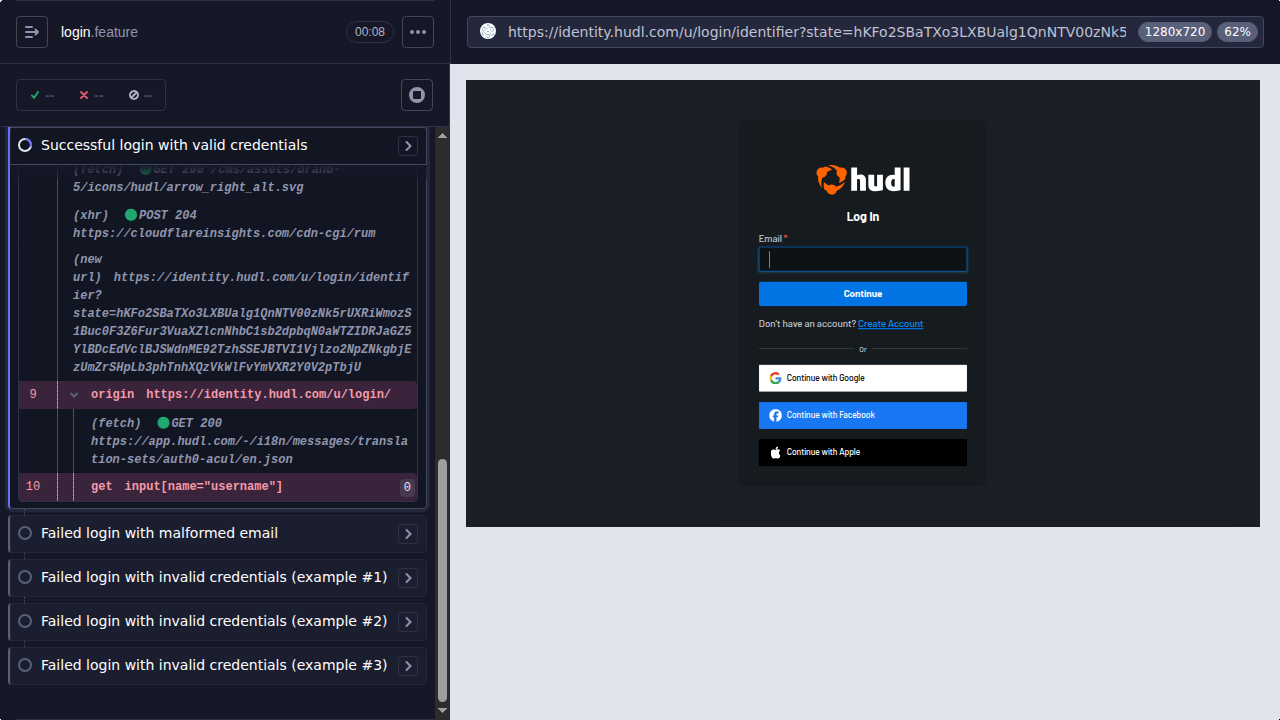 login.feature
00:08
https://identity.hudl.com/u/login/identifier?state=hKFo2SBaTXo3LXBUalg1QnNTV00zNk5
1280x720
62%
--
--
--
Successful login with valid credentials
(fetch) GET 200 /cms/assets/brand-
5/icons/hudl/arrow_right_alt.svg
(xhr) POST 204
https://cloudflareinsights.com/cdn-cgi/rum
(new
url) https://identity.hudl.com/u/login/identif
ier?
state=hKFo2SBaTXo3LXBUalg1QnNTV00zNk5rUXRiWmozS
1Buc0F3Z6Fur3VuaXZlcnNhbC1sb2dpbqN0aWTZIDRJaGZ5
YlBDcEdVclBJSWdnME92TzhSSEJBTVI1Vjlzo2NpZNkgbjE
zUmZrSHpLb3phTnhXQzVkWlFvYmVXR2Y0V2pTbjU
9 origin https://identity.hudl.com/u/login/
(fetch) GET 200
https://app.hudl.com/-/i18n/messages/transla
tion-sets/auth0-acul/en.json
10 get input[name="username"] 0
Failed login with malformed email
Failed login with invalid credentials (example #1)
Failed login with invalid credentials (example #2)
Failed login with invalid credentials (example #3)
hudl
Log In
Email *
Continue
Don't have an account? Create Account
Or
Continue with Google
Continue with Facebook
Continue with Apple